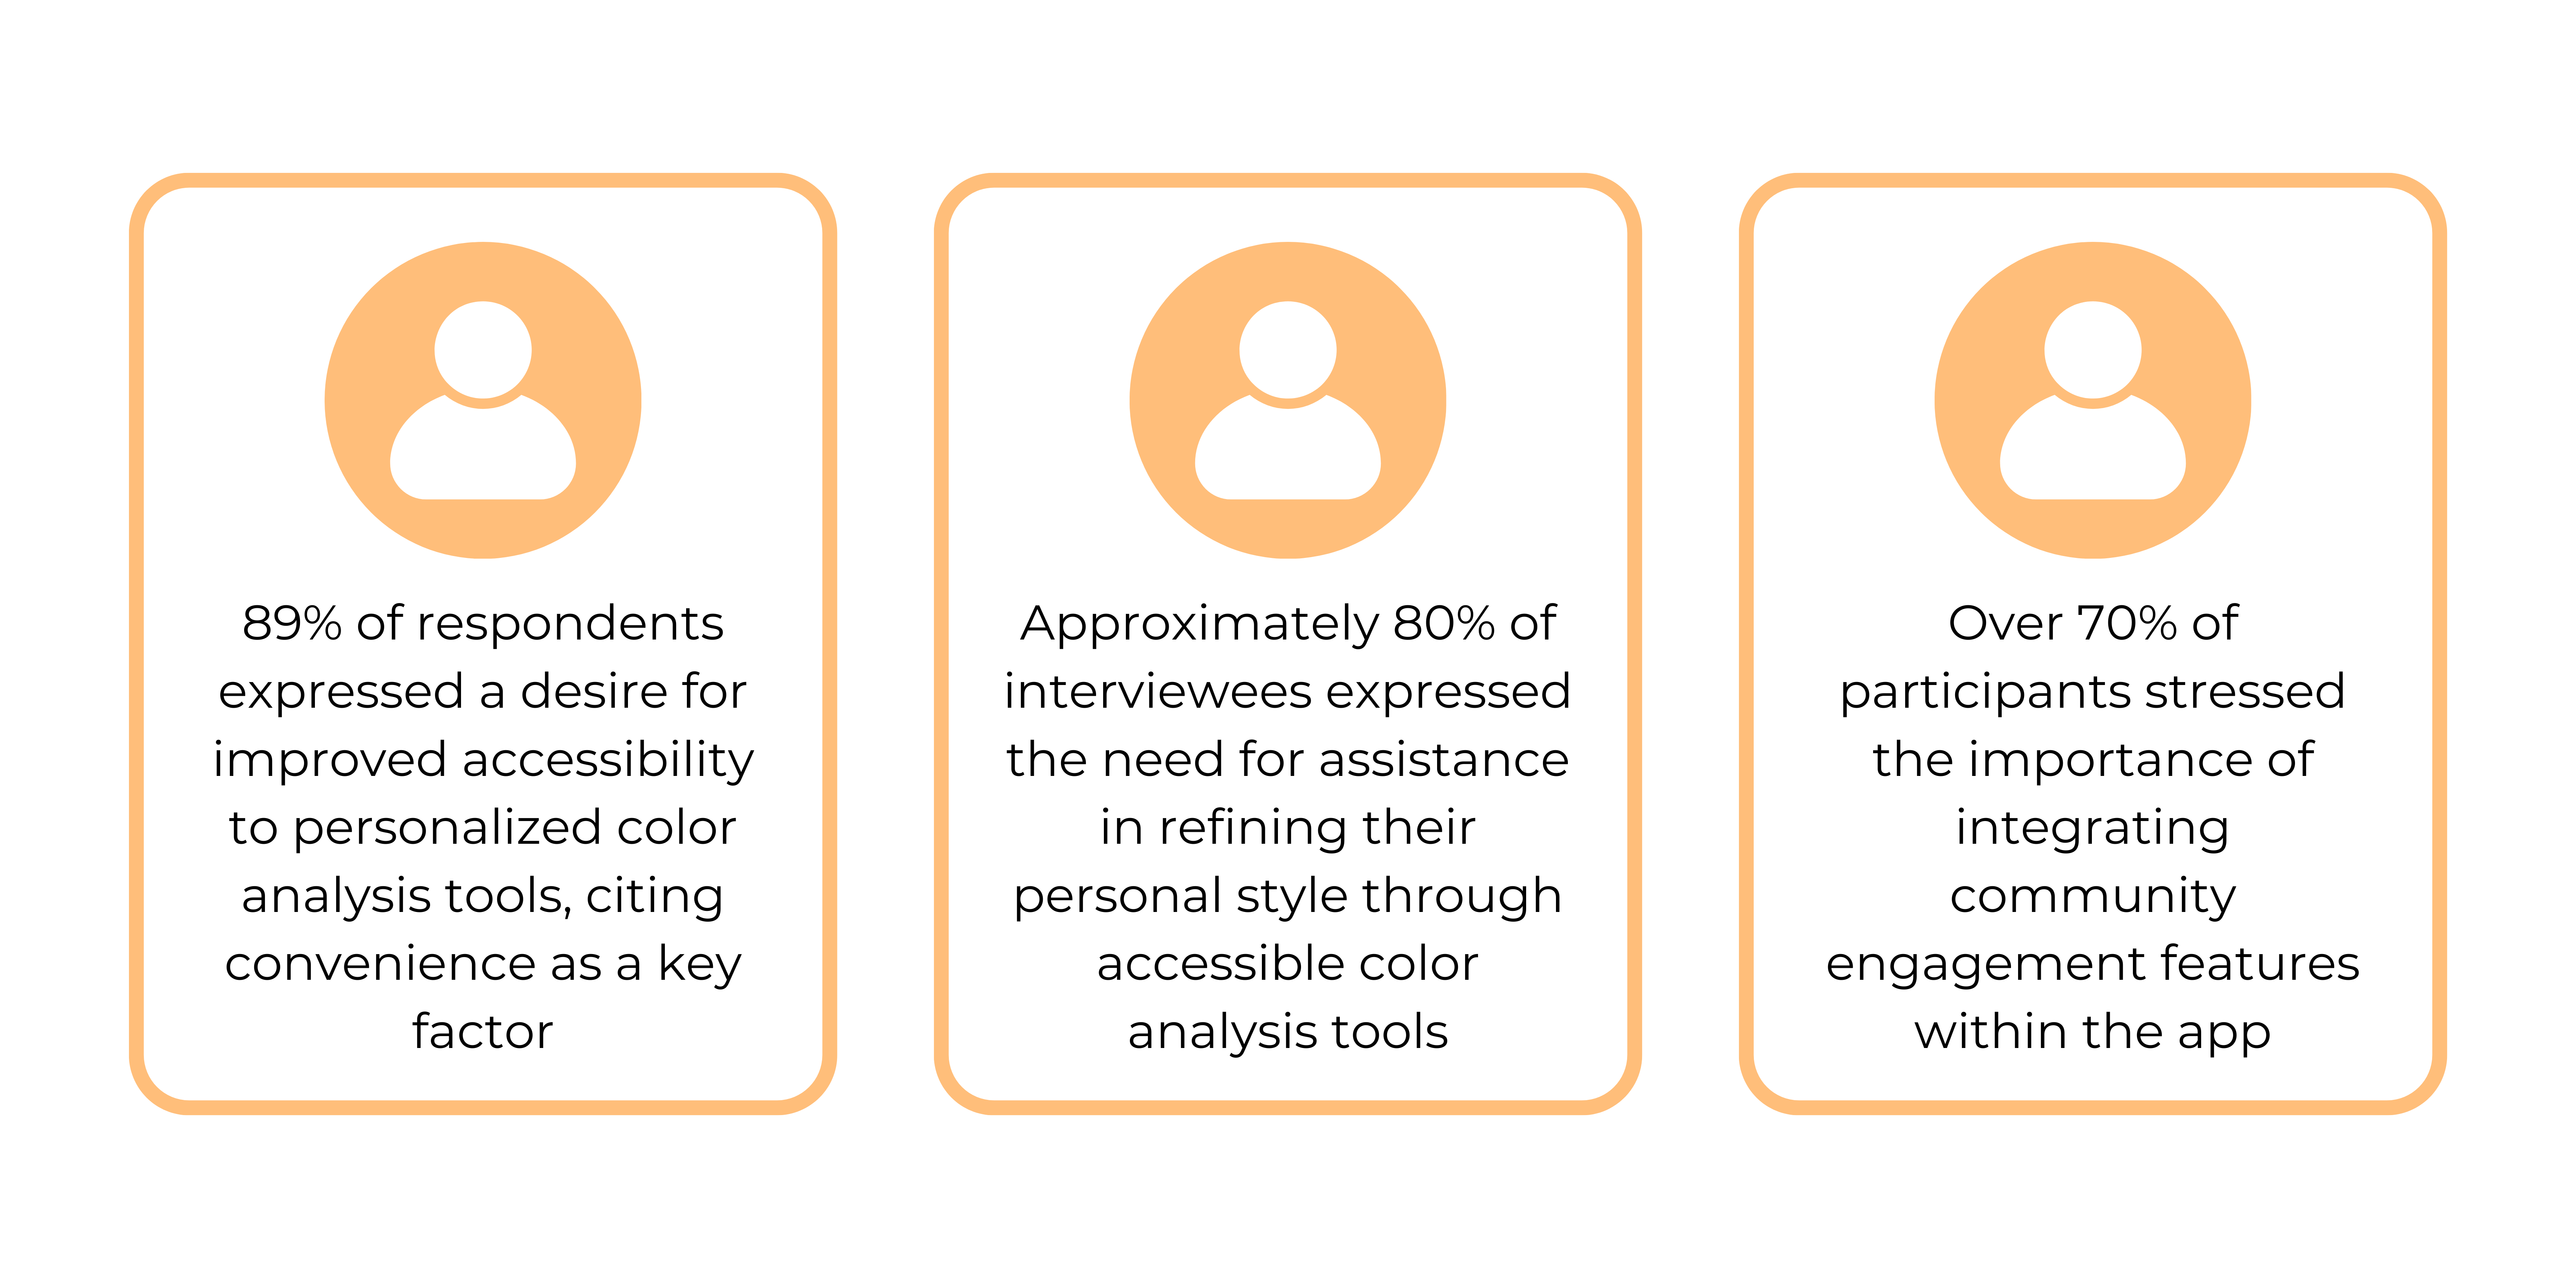 89% of respondents
expressed a desire for
improved accessibility
to personalized color
analysis tools, citing
convenience as a key
factor
Approximately 80% of
interviewees expressed
the need for assistance
in refining their
personal style through
accessible color
analysis tools
Over 70% of
participants stressed
the importance of
integrating
community
engagement features
within the app